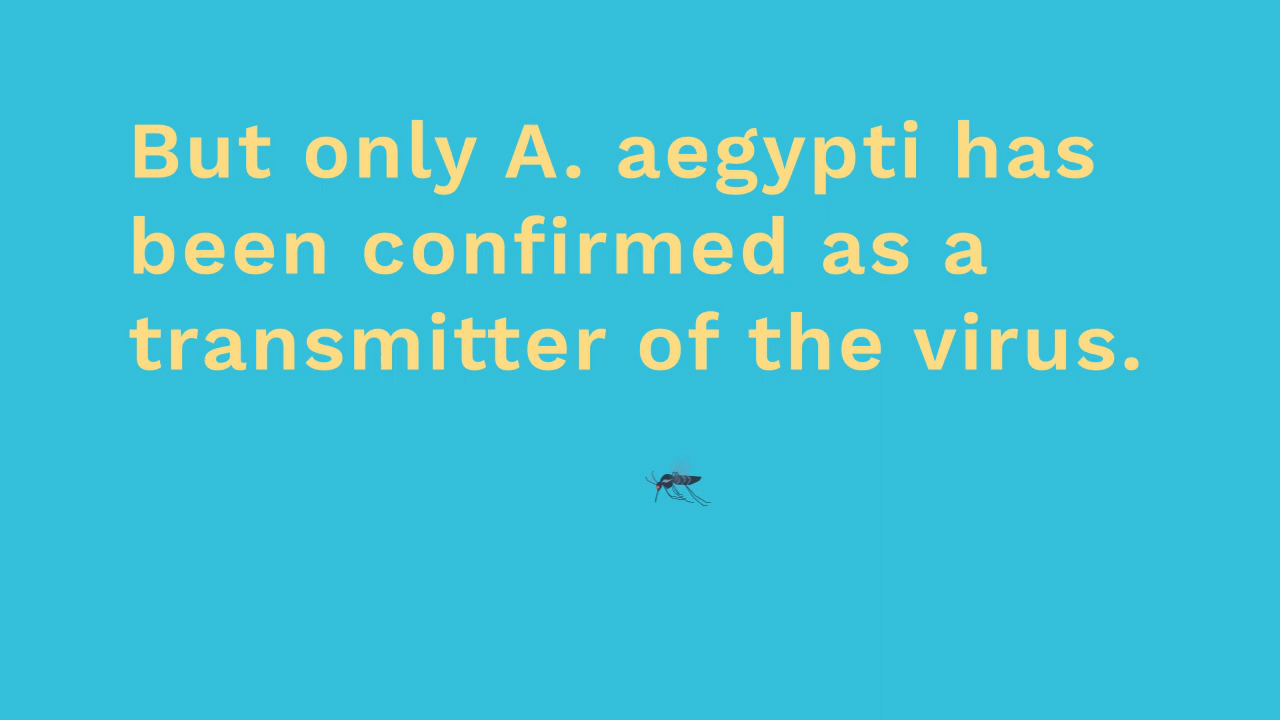 But only A. aegypti has
been confirmed as a
transmitter of the virus.